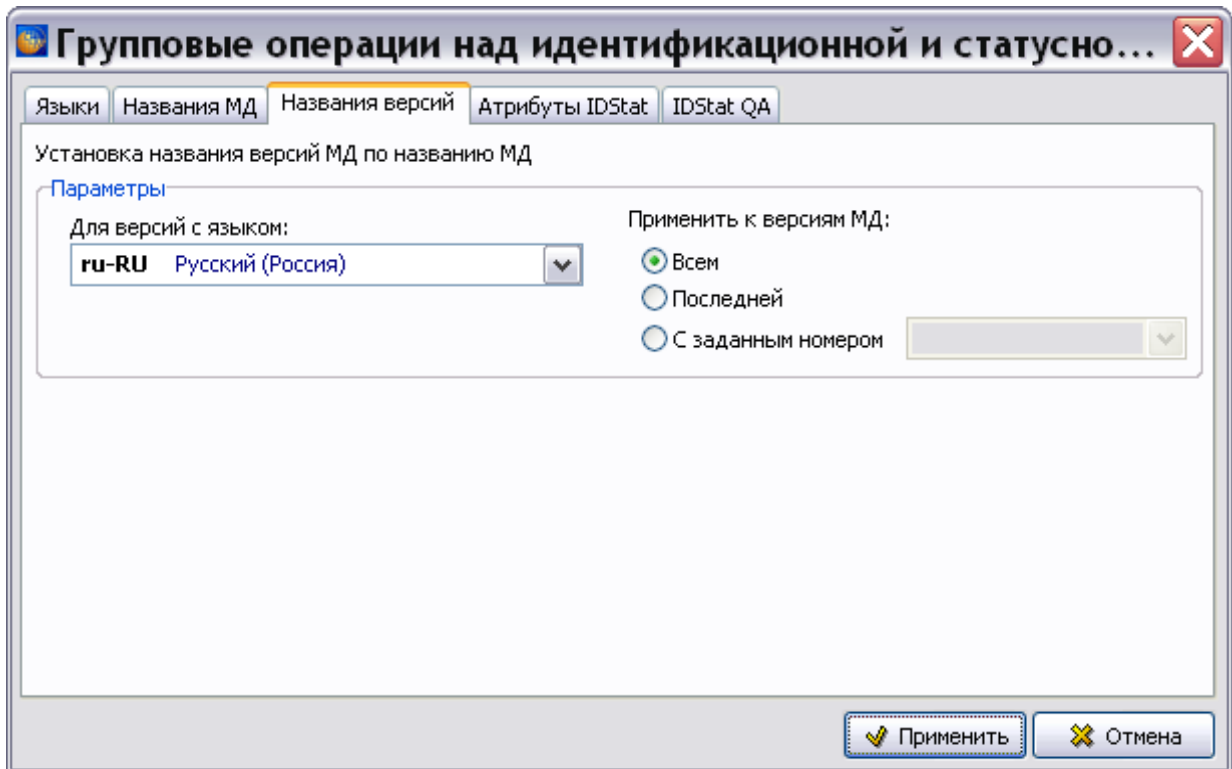 Групповые операции над идентификационной и статусно...
Языки Названия МД Названия версий Атрибуты IDStat IDStat QA
Установка названия версий МД по названию МД
Параметры
Для версий с языком:
ru-RU Русский (Россия)
Применить к версиям МД:
Всем
Последней
С заданным номером
Применить Отмена